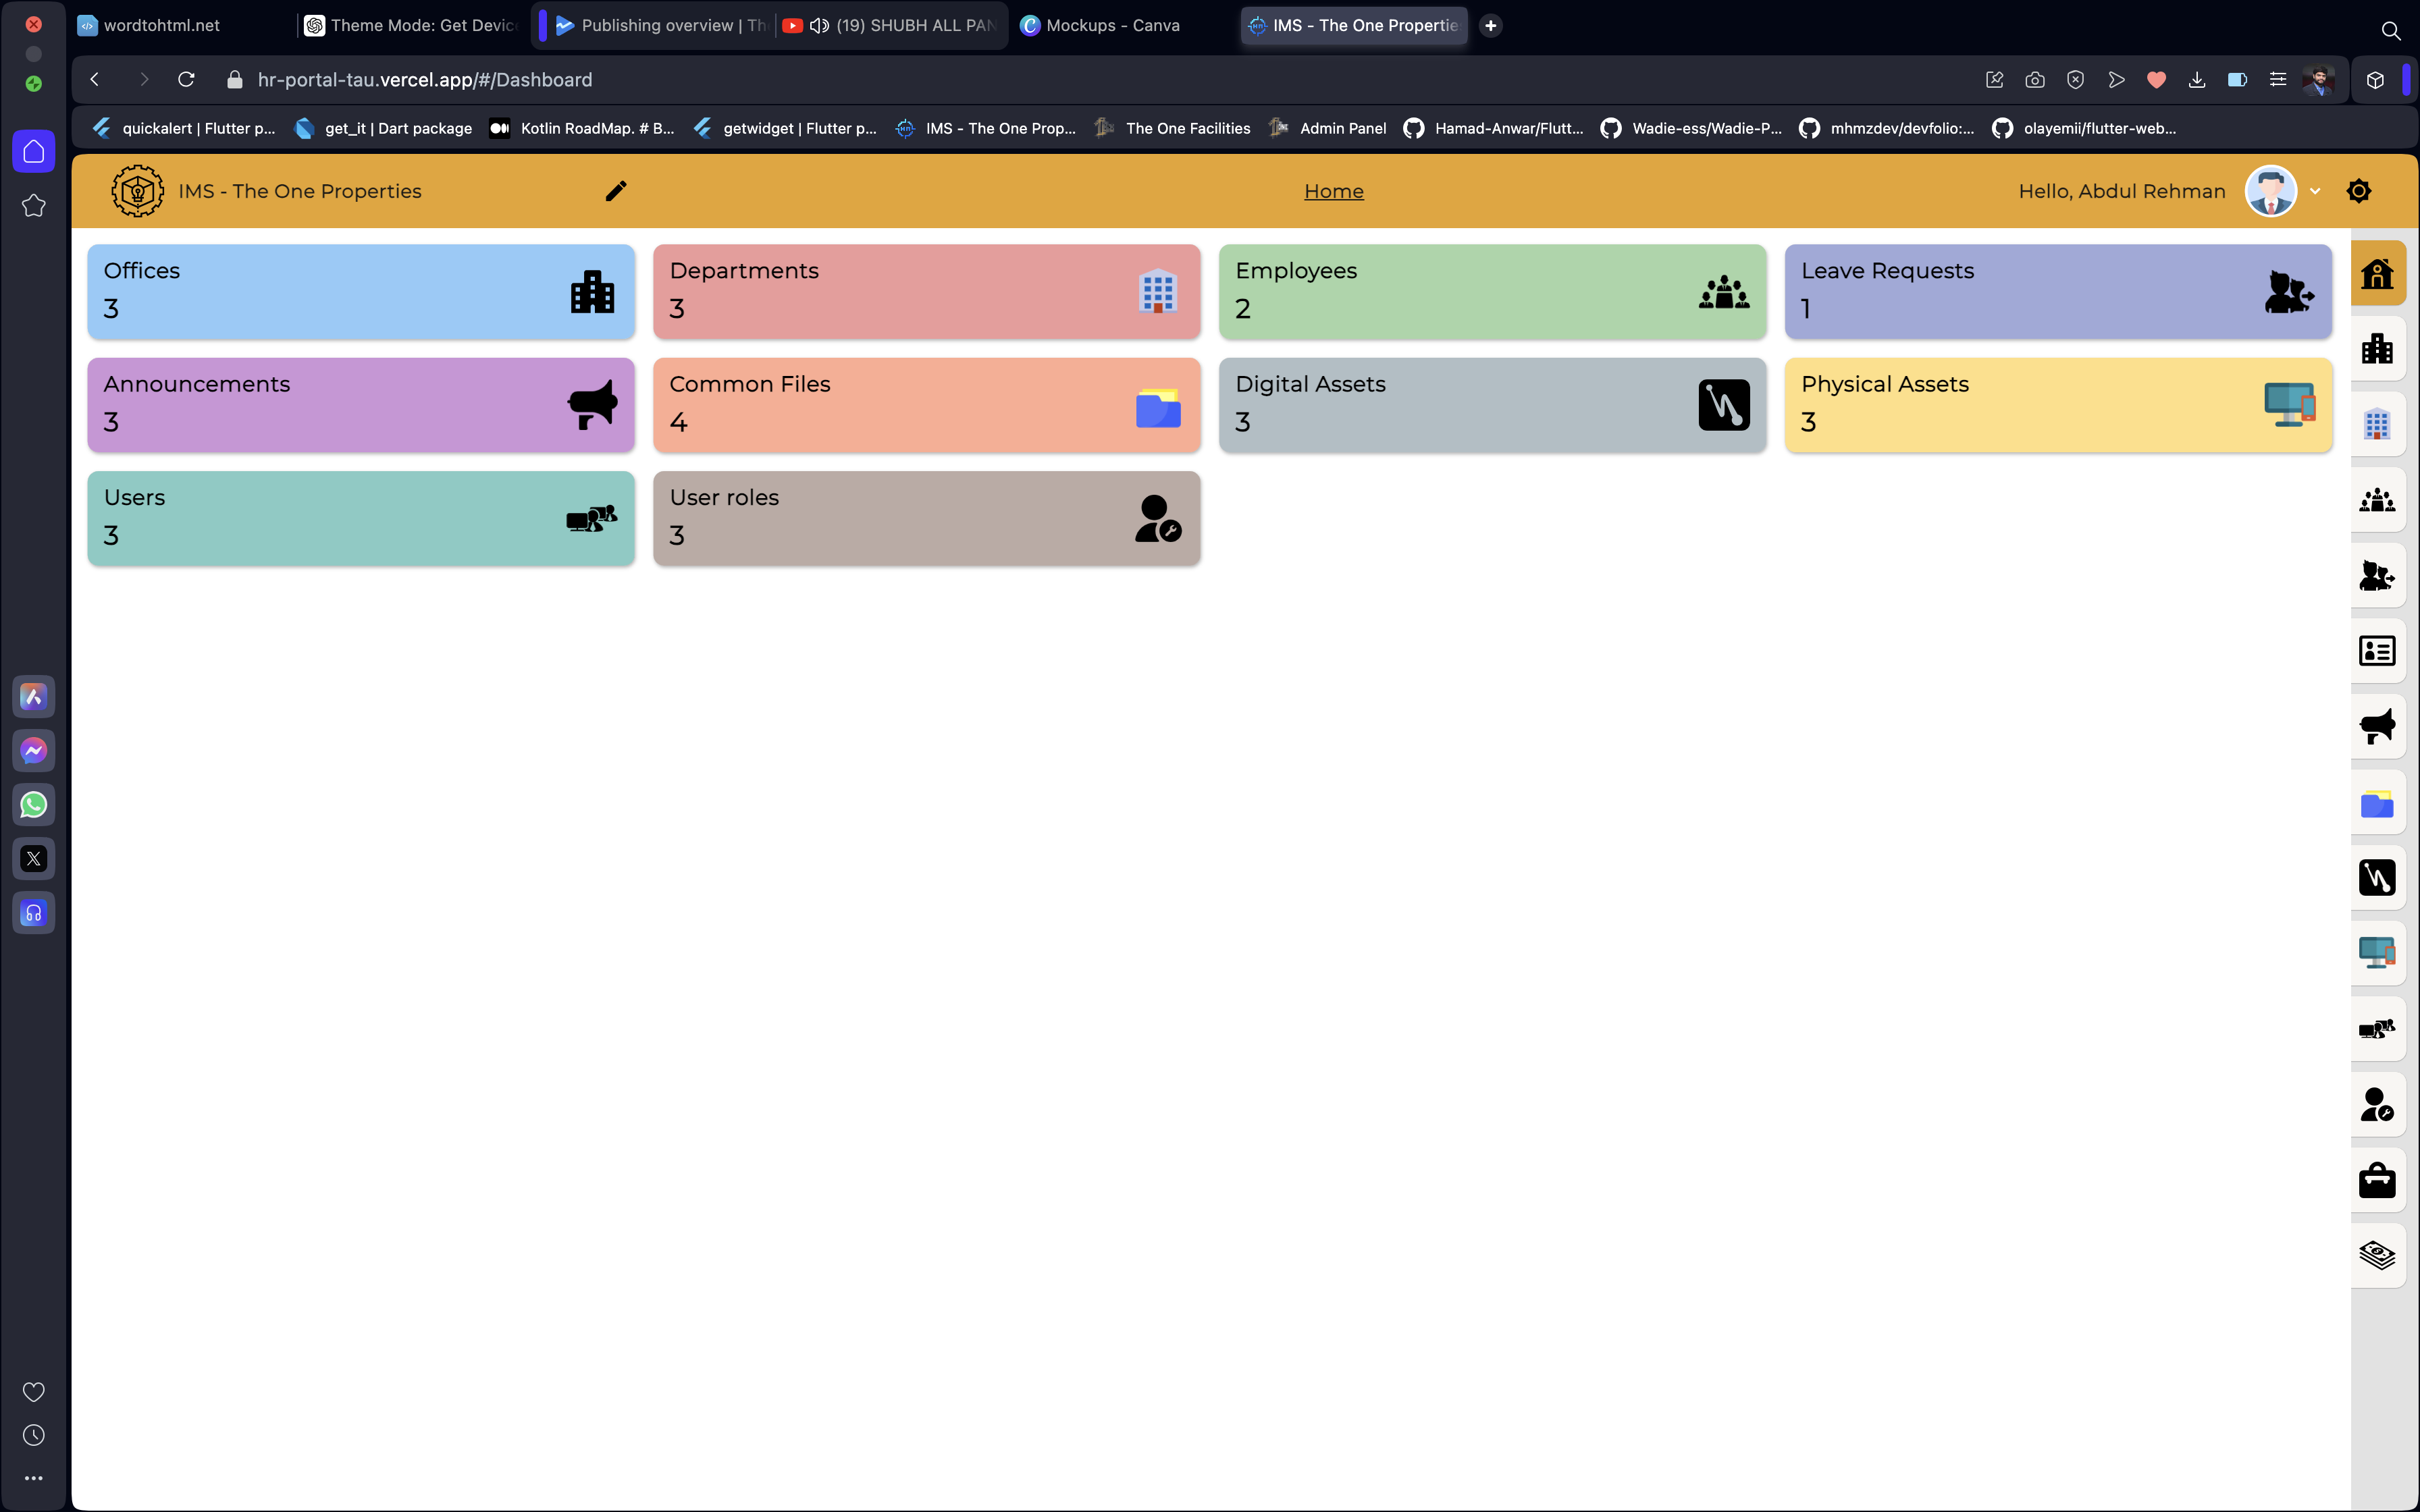 wordtohtml.net
Theme Mode: Get Devic
Publishing overview | Th
(19) SHUBH ALL PAN
Mockups - Canva
IMS - The One Propertie
hr-portal-tau.vercel.app/#/Dashboard
quickalert | Flutter p...
get_it | Dart package
Kotlin RoadMap. # B...
getwidget | Flutter p...
IMS - The One Prop...
The One Facilities
Admin Panel
Hamad-Anwar/Flutt...
Wadie-ess/Wadie-P...
mhmzdev/devfolio:...
olayemii/flutter-web...
IMS - The One Properties
Home
Hello, Abdul Rehman
Offices
3
Departments
3
Employees
2
Leave Requests
1
Announcements
3
Common Files
4
Digital Assets
3
Physical Assets
3
Users
3
User roles
3